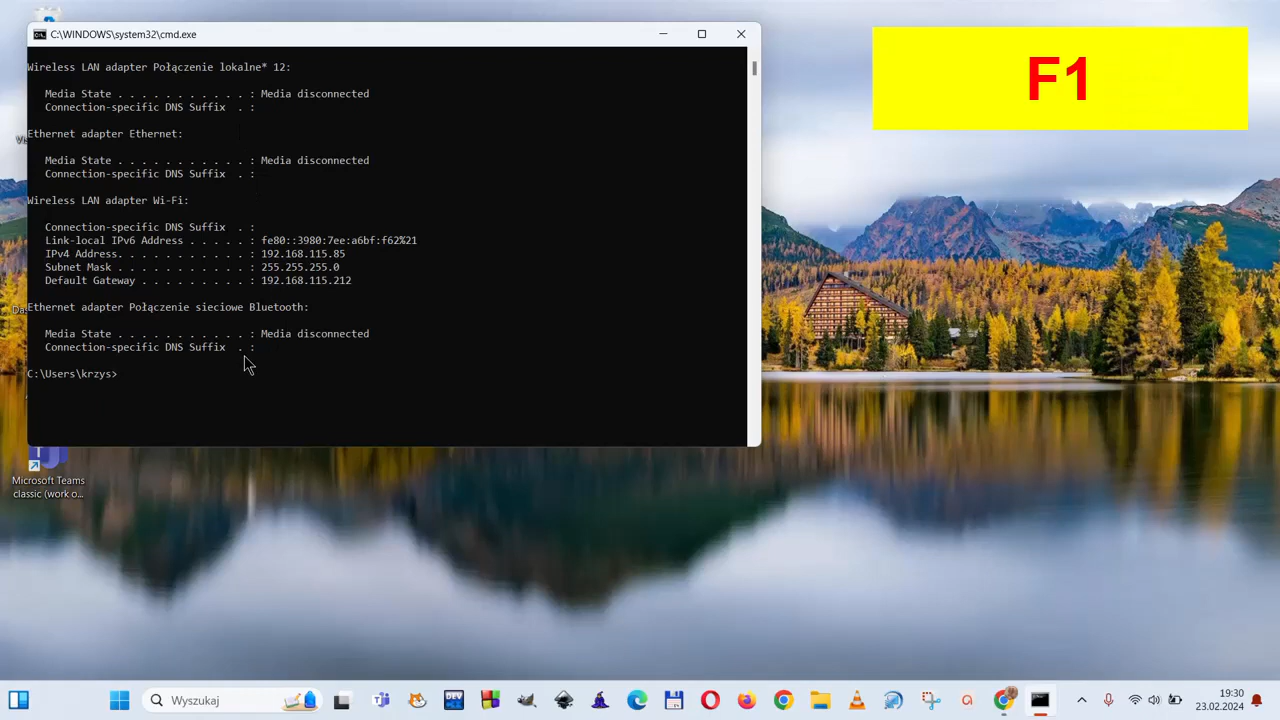 C:\WINDOWS\system32\cmd.exe
F1
Wireless LAN adapter Połączenie lokalne* 12:
Media State . . . . . . . . . . . : Media disconnected
Connection-specific DNS Suffix  . :
Ethernet adapter Ethernet:
Media State . . . . . . . . . . . : Media disconnected
Connection-specific DNS Suffix  . :
Wireless LAN adapter Wi-Fi:
Connection-specific DNS Suffix  . :
Link-local IPv6 Address . . . . . : fe80::3980:7ee:a6bf:f62%21
IPv4 Address. . . . . . . . . . . : 192.168.115.85
Subnet Mask . . . . . . . . . . . : 255.255.255.0
Default Gateway . . . . . . . . . : 192.168.115.212
Ethernet adapter Połączenie sieciowe Bluetooth:
Media State . . . . . . . . . . . : Media disconnected
Connection-specific DNS Suffix  . :
C:\Users\krzys>
Microsoft Teams
classic (work o...
Wyszukaj
DEV
19:30
23.02.2024